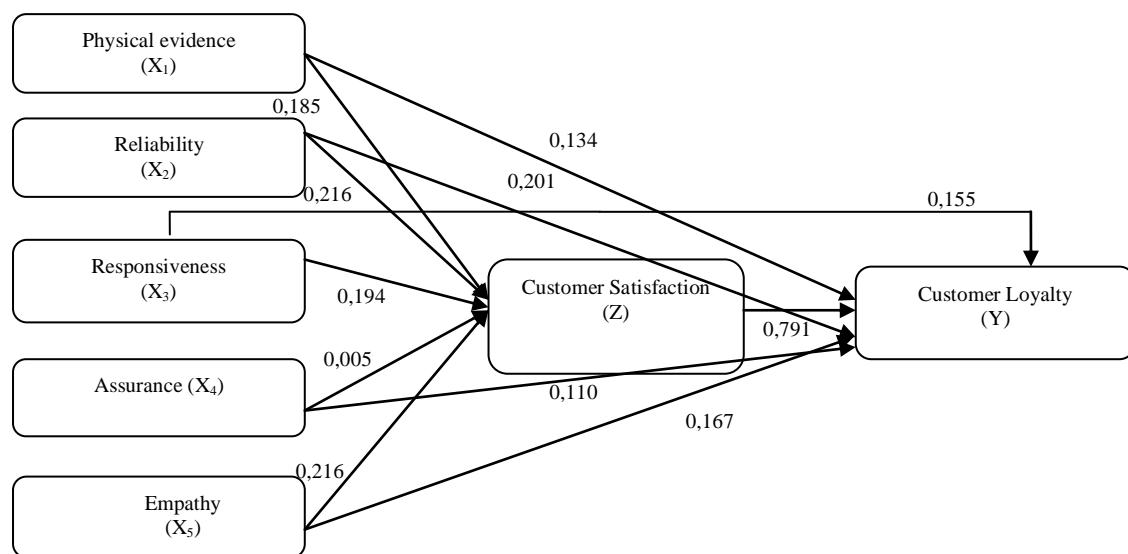 Physical evidence
(X₁)
0,185
0,134
Reliability
(X₂)
0,201
0,216
0,155
Responsiveness
(X₃)
0,194
Customer Satisfaction
(Z)
Customer Loyalty
(Y)
0,791
0,005
Assurance (X₄)
0,110
0,167
0,216
Empathy
(X₅)